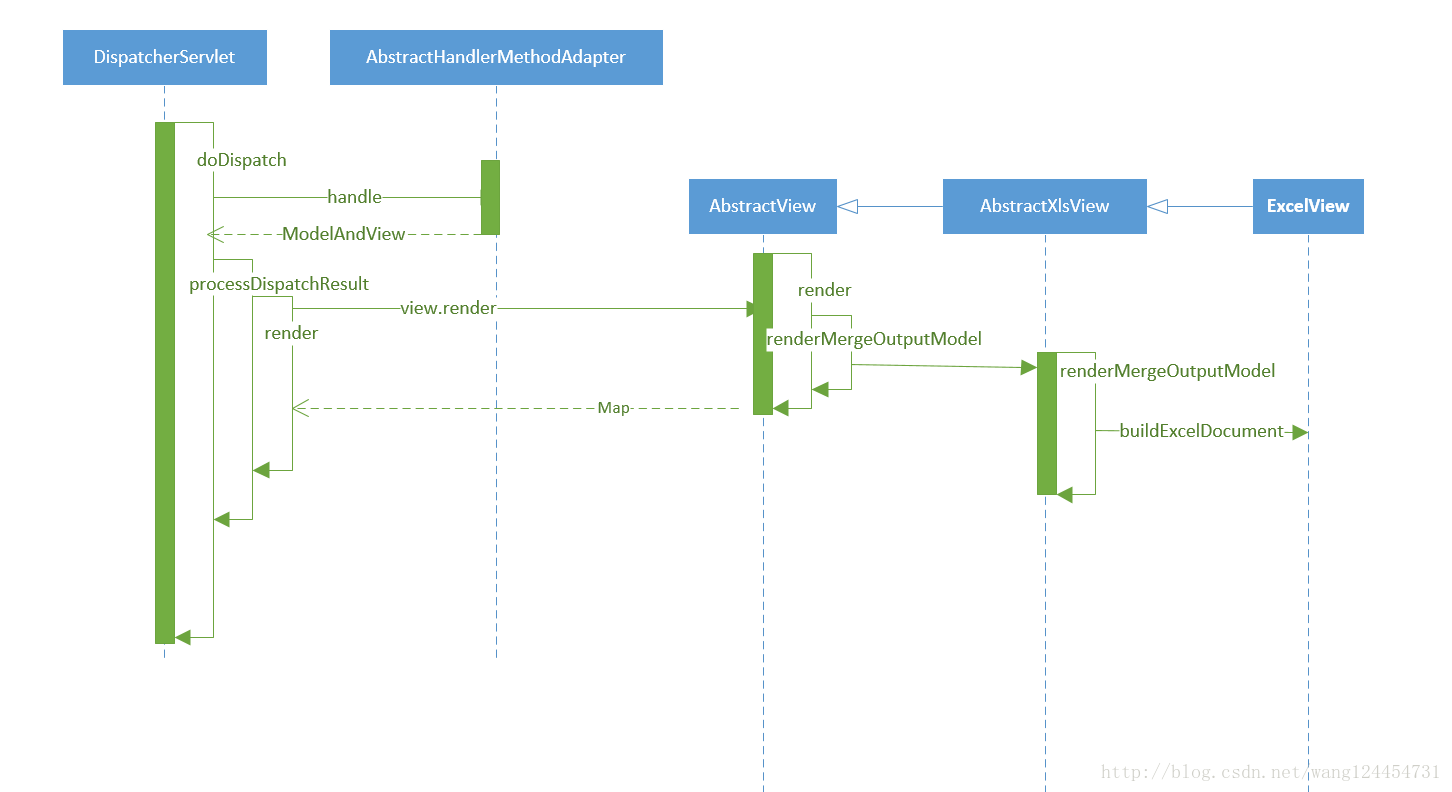 DispatcherServlet
AbstractHandlerMethodAdapter
doDispatch
handle
AbstractView
AbstractXlsView
ExcelView
ModelAndView
processDispatchResult
render
view.render
render
renderMergeOutputModel
renderMergeOutputModel
Map
buildExcelDocument
http://blog.csdn.net/wang124454731